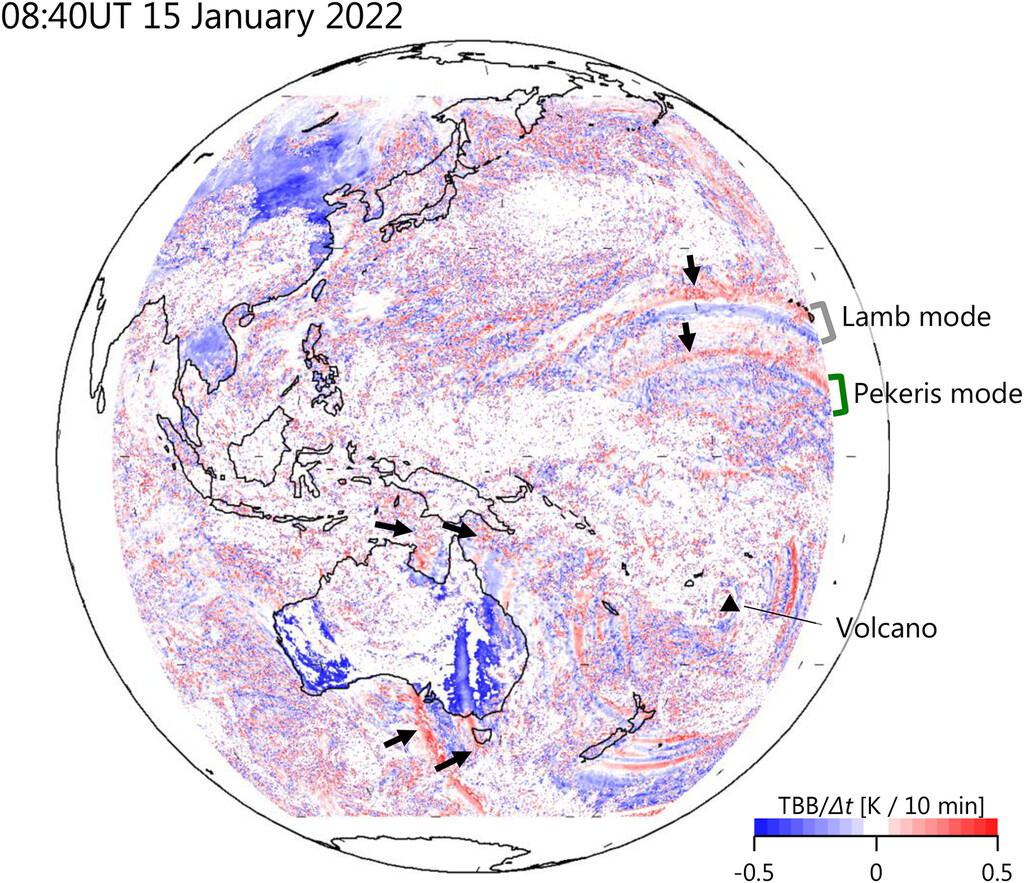 08:40UT 15 January 2022
Lamb mode
Pekeris mode
Volcano
TBB/Δt [K / 10 min]
-0.5 0 0.5